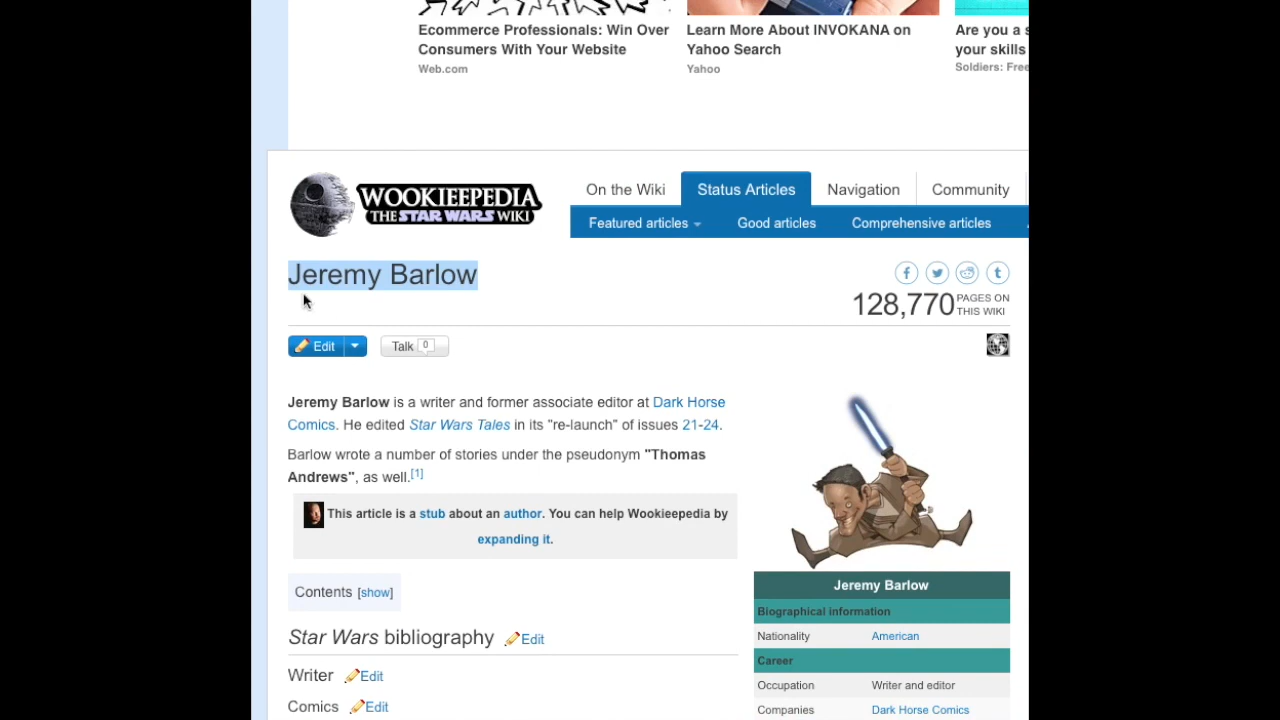 Ecommerce Professionals: Win Over
Consumers With Your Website
Web.com
Learn More About INVOKANA on
Yahoo Search
Yahoo
Are you a
your skills
Soldiers: Free
WOOKIEEPEDIA
THE STAR WARS WIKI
On the Wiki
Status Articles
Navigation
Community
Featured articles
Good articles
Comprehensive articles
Jeremy Barlow
128,770 PAGES ON
THIS WIKI
Edit
Talk 0
Jeremy Barlow is a writer and former associate editor at Dark Horse
Comics. He edited Star Wars Tales in its "re-launch" of issues 21-24.
Barlow wrote a number of stories under the pseudonym "Thomas
Andrews", as well.[1]
This article is a stub about an author. You can help Wookieepedia by
expanding it.
Contents [show]
Star Wars bibliography Edit
Writer Edit
Comics Edit
Jeremy Barlow
Biographical information
Nationality American
Career
Occupation Writer and editor
Companies Dark Horse Comics